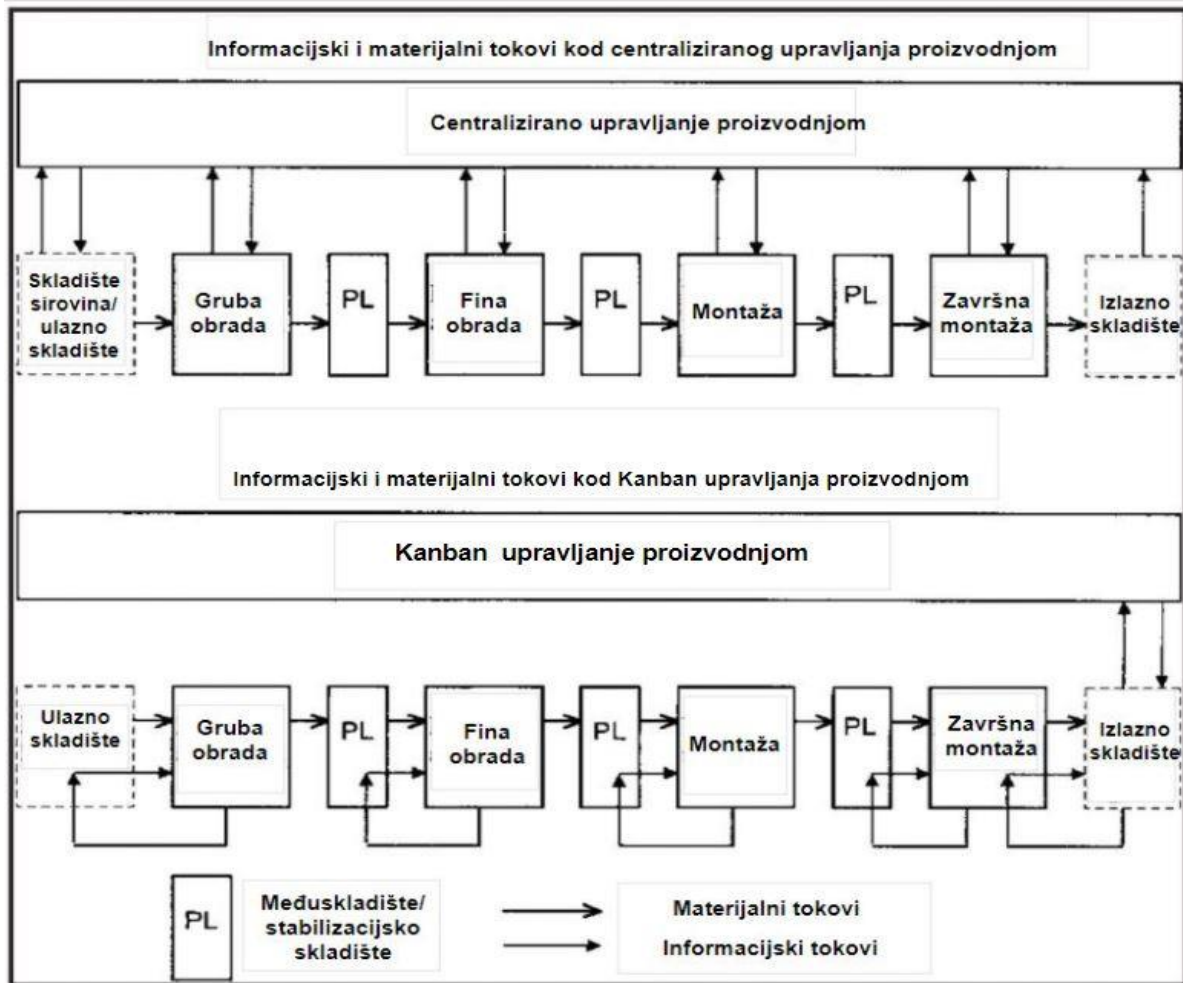 Informacijski i materijalni tokovi kod centraliziranog upravljanja proizvodnjom
Centralizirano upravljanje proizvodnjom
Skladište
sirovina/
ulazno
skladište
Gruba
obrada
PL
Fina
obrada
PL
Montaža
PL
Završna
montaža
Izlazno
skladište
Informacijski i materijalni tokovi kod Kanban upravljanja proizvodnjom
Kanban upravljanje proizvodnjom
Ulazno
skladište
Gruba
obrada
PL
Fina
obrada
PL
Montaža
PL
Završna
montaža
Izlazno
skladište
PL
Međuskladište/
stabilizacijsko
skladište
Materijalni tokovi
Informacijski tokovi